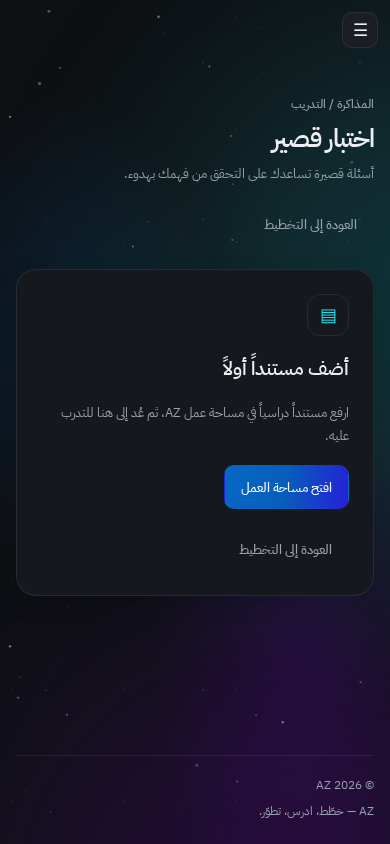 ☰
المذاكرة / التدريب
اختبار قصير
أسئلة قصيرة تساعدك على التحقق من فهمك بهدوء.
العودة إلى التخطيط
أضف مستنداً أولاً
ارفع مستنداً دراسياً في مساحة عمل AZ، ثم عُد إلى هنا للتدرب
عليه.
افتح مساحة العمل
العودة إلى التخطيط
© 2026 AZ
AZ — خطّط، ادرس، تطوّر.